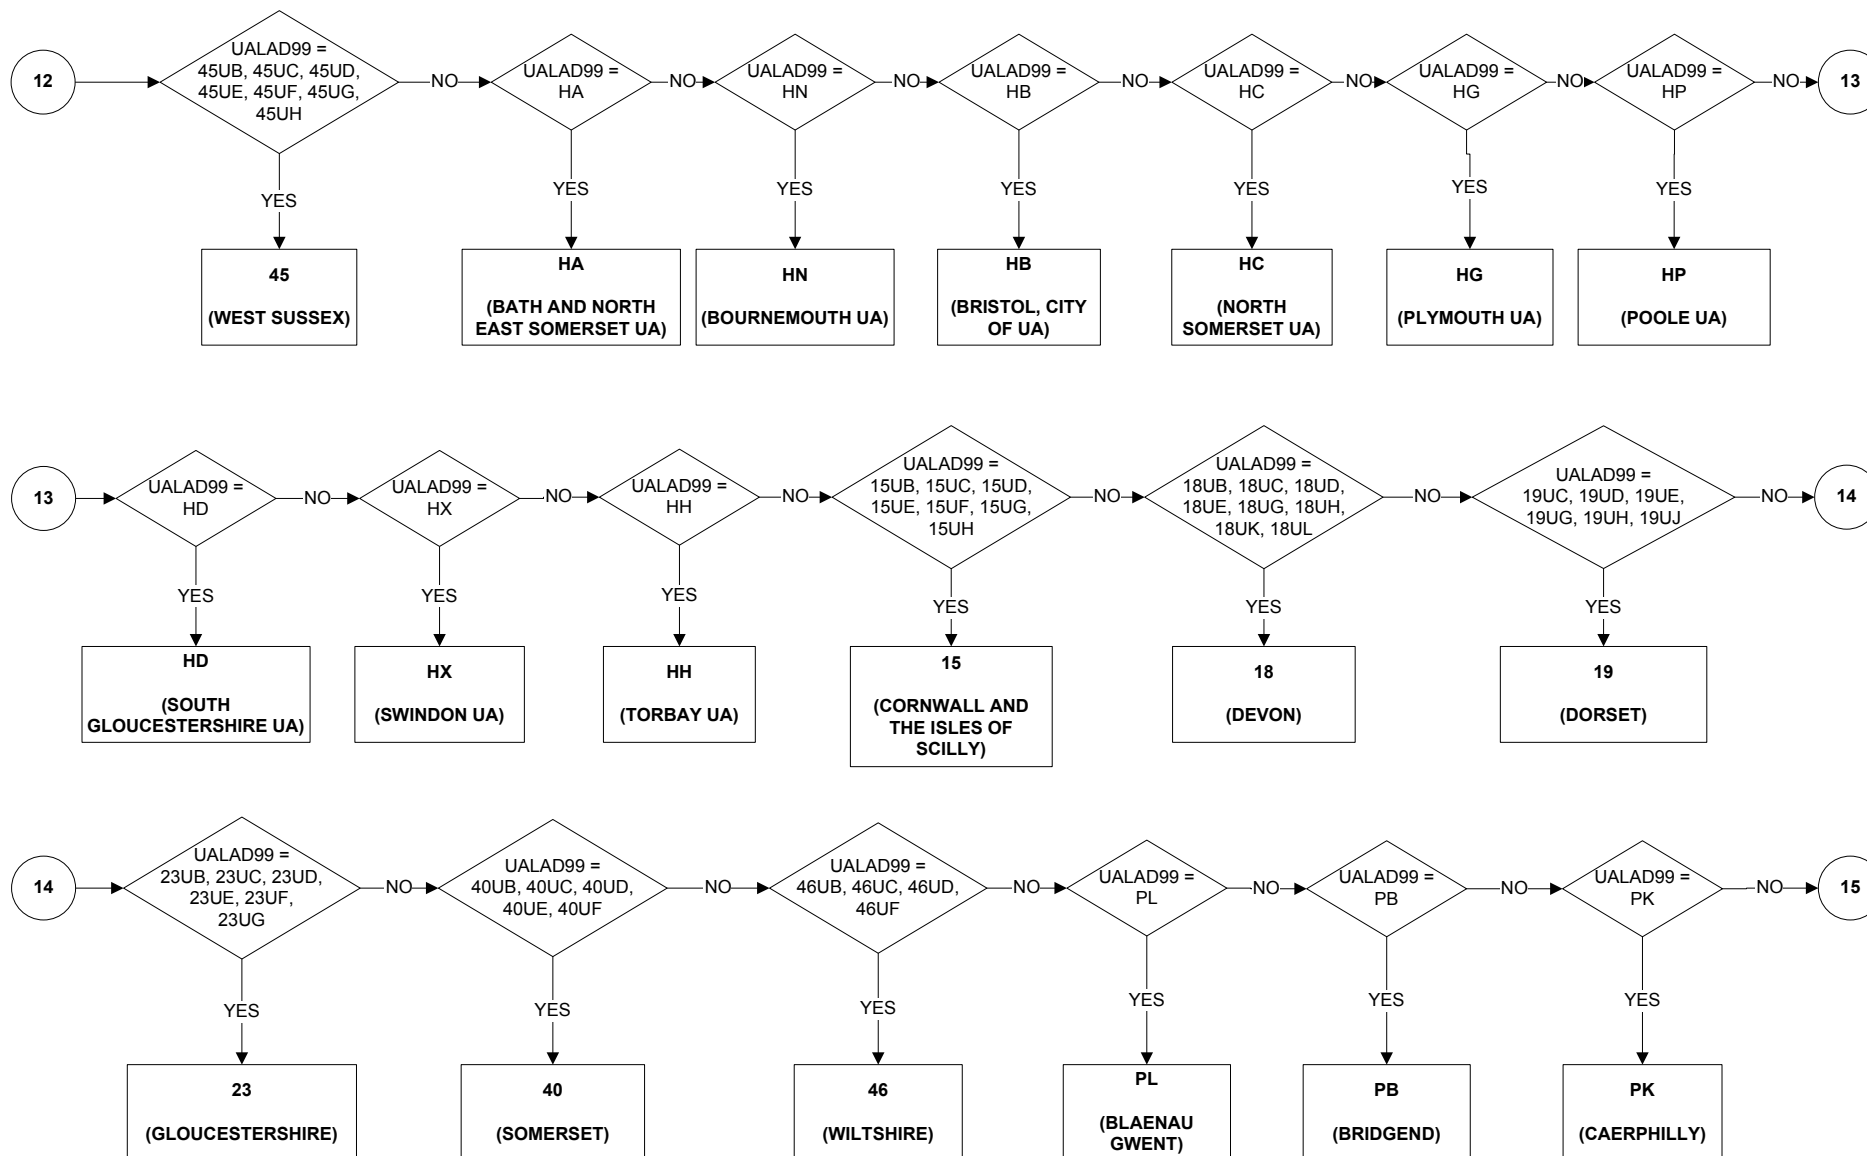 12
UALAD99 =
45UB, 45UC, 45UD,
45UE, 45UF, 45UG,
45UH
NO
UALAD99 =
HA
NO
UALAD99 =
HN
NO
UALAD99 =
HB
NO
UALAD99 =
HC
NO
UALAD99 =
HG
NO
UALAD99 =
HP
NO
13
YES
YES
YES
YES
YES
YES
YES
45
(WEST SUSSEX)
HA
(BATH AND NORTH
EAST SOMERSET UA)
HN
(BOURNEMOUTH UA)
HB
(BRISTOL, CITY
OF UA)
HC
(NORTH
SOMERSET UA)
HG
(PLYMOUTH UA)
HP
(POOLE UA)
13
UALAD99 =
HD
NO
UALAD99 =
HX
NO
UALAD99 =
HH
NO
UALAD99 =
15UB, 15UC, 15UD,
15UE, 15UF, 15UG,
15UH
NO
UALAD99 =
18UB, 18UC, 18UD,
18UE, 18UG, 18UH,
18UK, 18UL
NO
UALAD99 =
19UC, 19UD, 19UE,
19UG, 19UH, 19UJ
NO
14
YES
YES
YES
YES
YES
YES
HD
(SOUTH
GLOUCESTERSHIRE UA)
HX
(SWINDON UA)
HH
(TORBAY UA)
15
(CORNWALL AND
THE ISLES OF
SCILLY)
18
(DEVON)
19
(DORSET)
14
UALAD99 =
23UB, 23UC, 23UD,
23UE, 23UF,
23UG
NO
UALAD99 =
40UB, 40UC, 40UD,
40UE, 40UF
NO
UALAD99 =
46UB, 46UC, 46UD,
46UF
NO
UALAD99 =
PL
NO
UALAD99 =
PB
NO
UALAD99 =
PK
NO
15
YES
YES
YES
YES
YES
YES
23
(GLOUCESTERSHIRE)
40
(SOMERSET)
46
(WILTSHIRE)
PL
(BLAENAU
GWENT)
PB
(BRIDGEND)
PK
(CAERPHILLY)